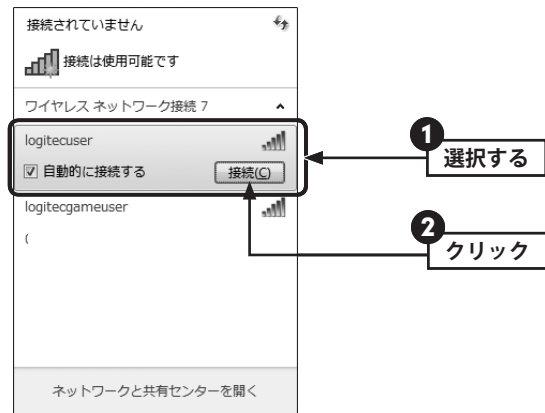 接続されていません
接続は使用可能です
ワイヤレス ネットワーク接続 7
logitecuser
自動的に接続する
接続(C)
logitecgameuser
(
ネットワークと共有センターを開く
1
選択する
2
クリック